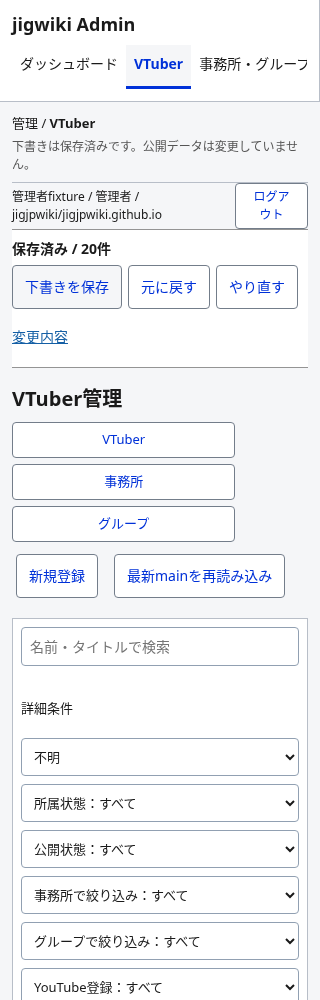 jigwiki Admin
ダッシュボード VTuber 事務所・グループ
管理 / VTuber
下書きは保存済みです。公開データは変更していませ
ん。
管理者fixture / 管理者 /
jigjpwiki/jigjpwiki.github.io
ログア
ウト
保存済み / 20件
下書きを保存 元に戻す やり直す
変更内容
VTuber管理
VTuber
事務所
グループ
新規登録 最新mainを再読み込み
名前・タイトルで検索
詳細条件
不明
所属状態：すべて
公開状態：すべて
事務所で絞り込み：すべて
グループで絞り込み：すべて
YouTube登録：すべて